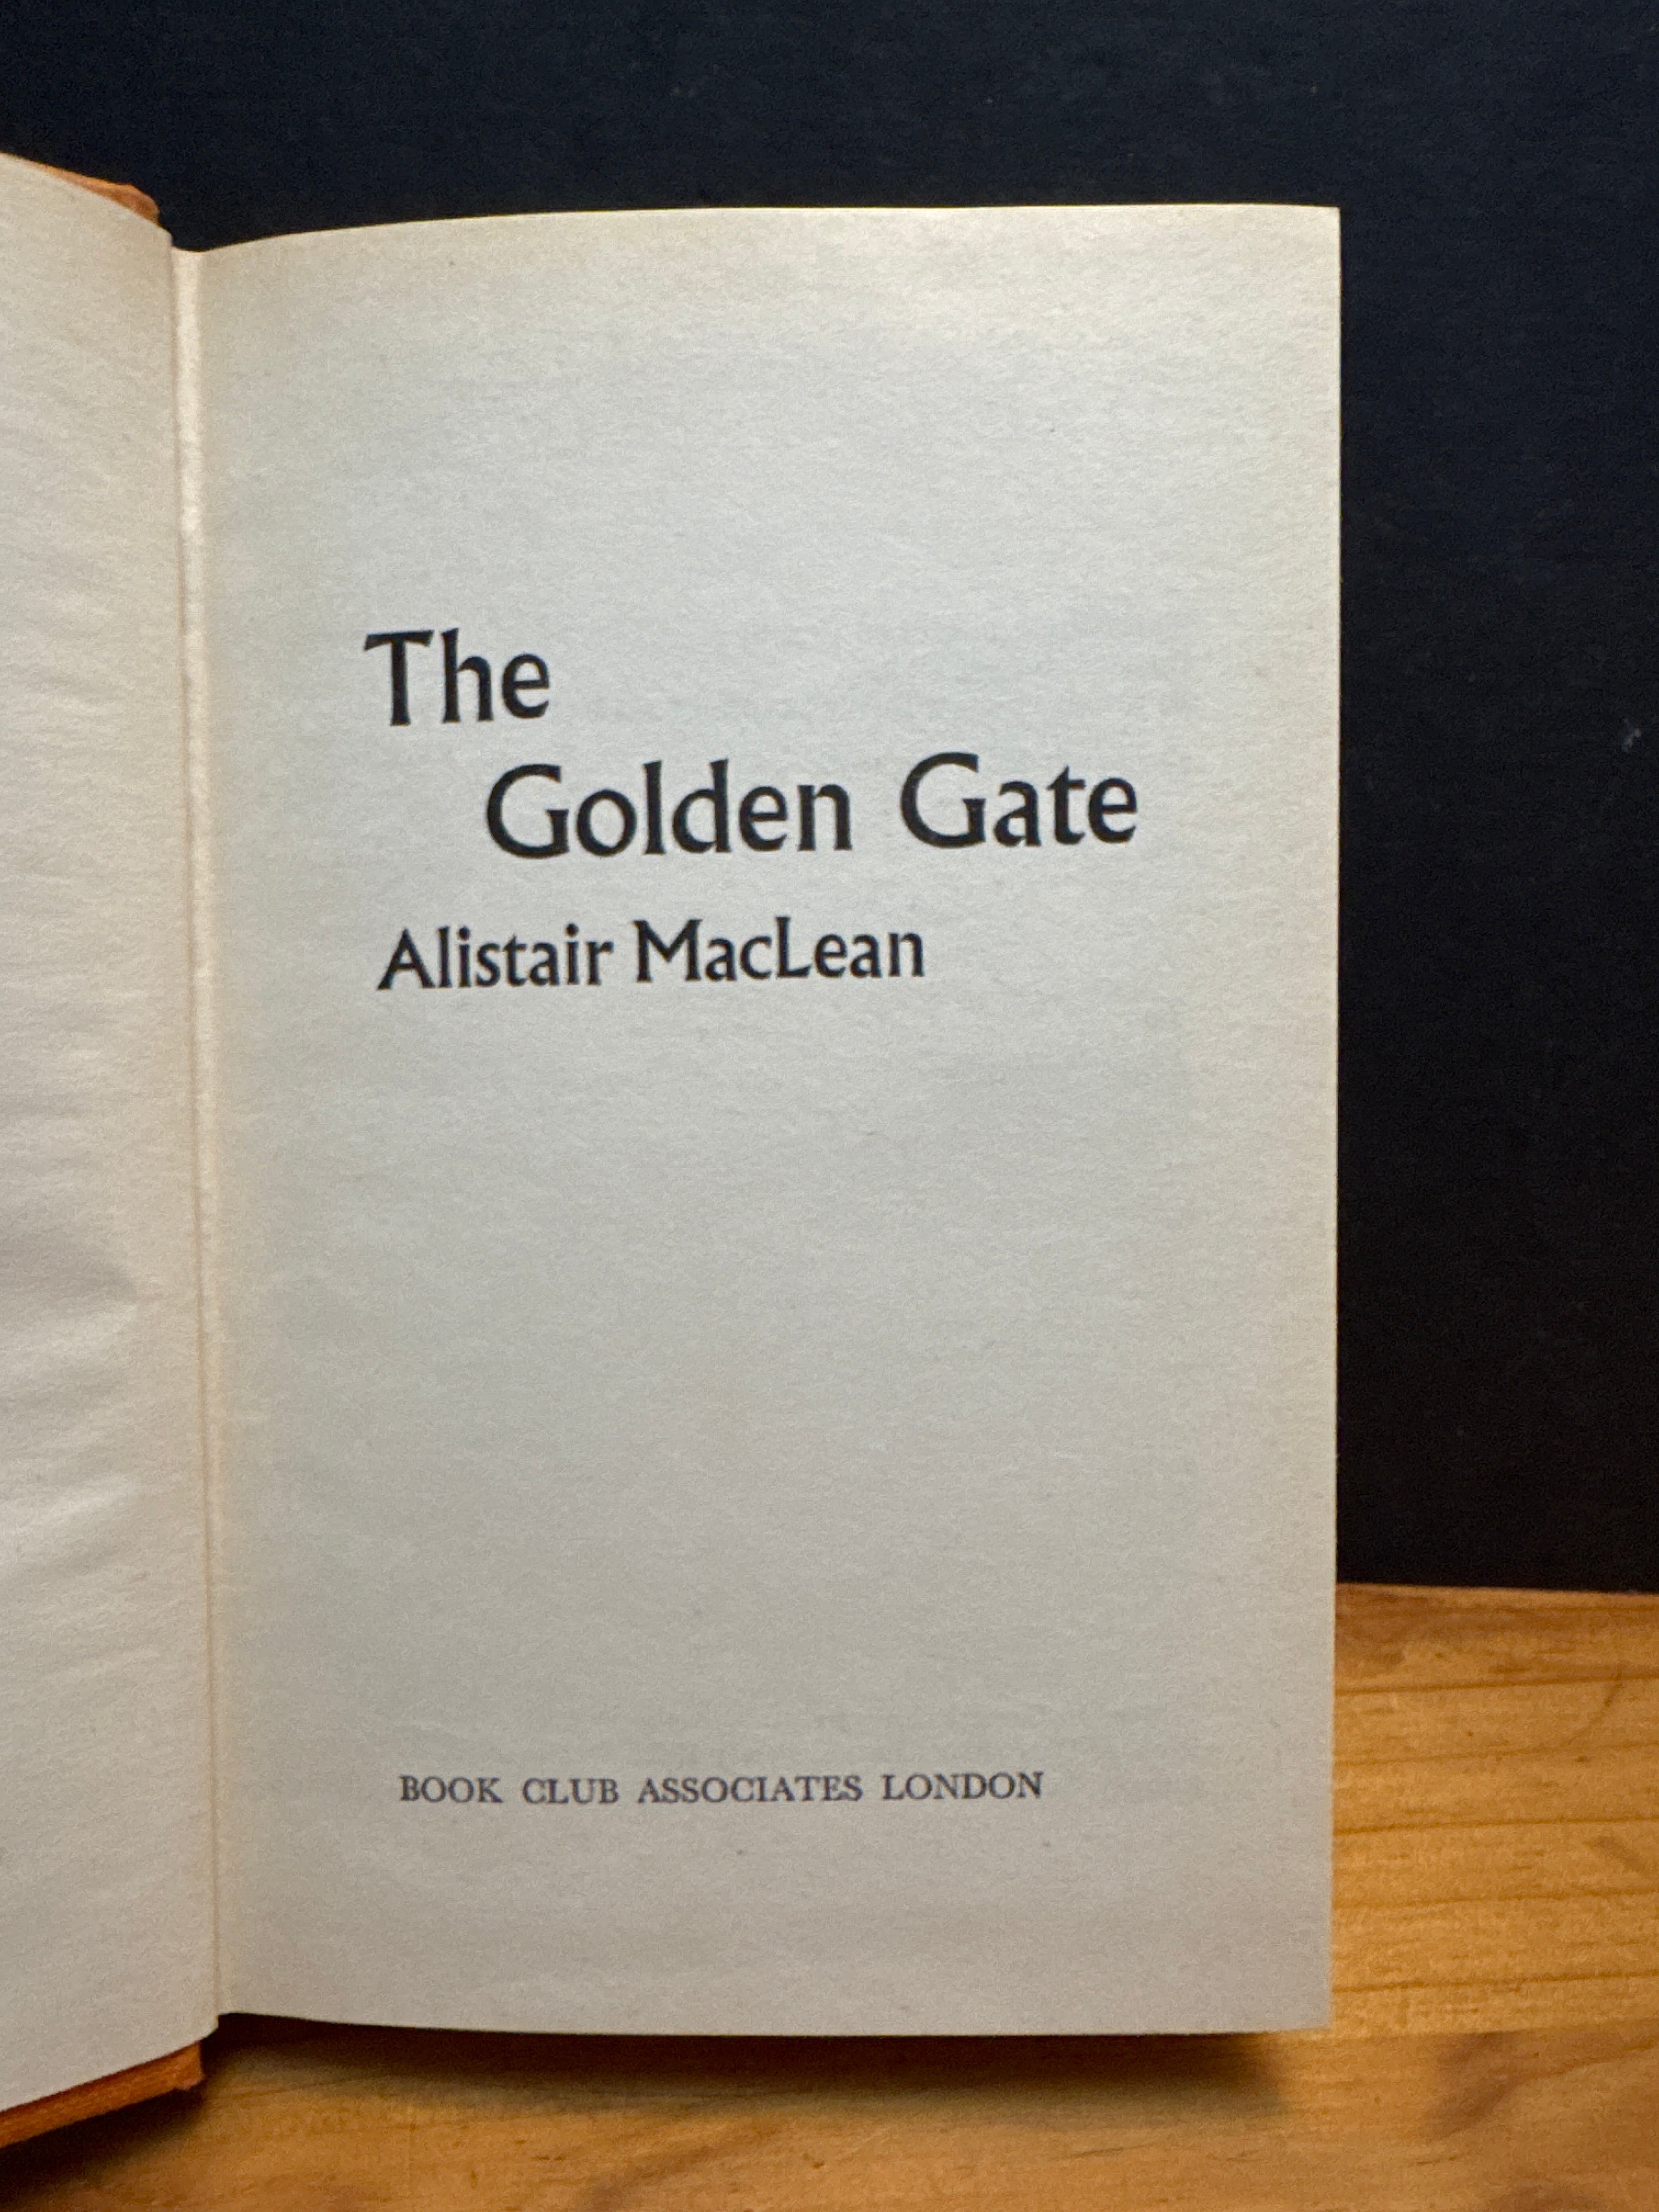 The
Golden Gate
Alistair MacLean
BOOK CLUB ASSOCIATES LONDON